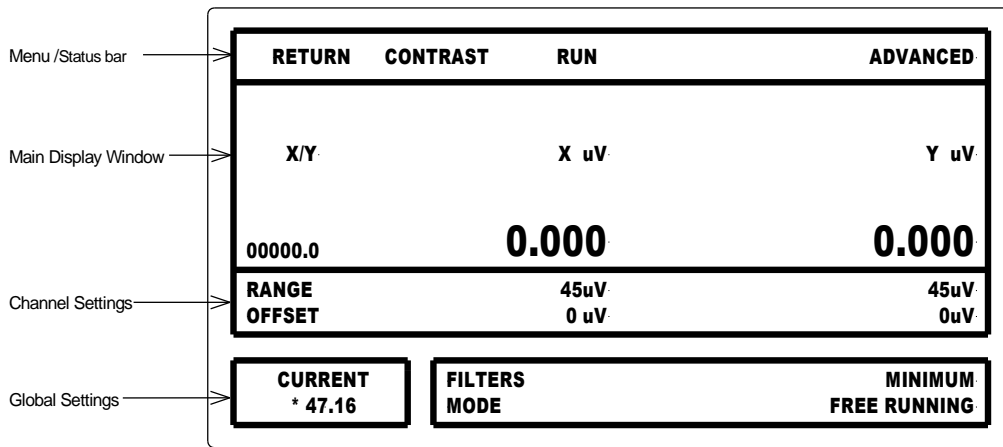 Menu /Status bar
RETURN CONTRAST RUN ADVANCED
Main Display Window
X/Y X uV Y uV
00000.0 0.000 0.000
Channel Settings
RANGE 45uV 45uV
OFFSET 0 uV 0uV
Global Settings
CURRENT
* 47.16
FILTERS MINIMUM
MODE FREE RUNNING